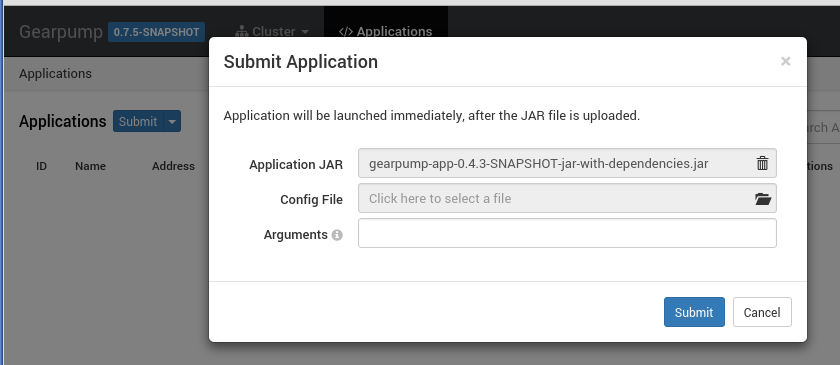 Gearpump 0.7.5-SNAPSHOT Cluster </> Applications
Applications
Applications Submit
ID Name Address
Submit Application ×
Application will be launched immediately, after the JAR file is uploaded.
Application JAR gearpump-app-0.4.3-SNAPSHOT-jar-with-dependencies.jar
Config File Click here to select a file
Arguments
Submit Cancel
rch A
tions